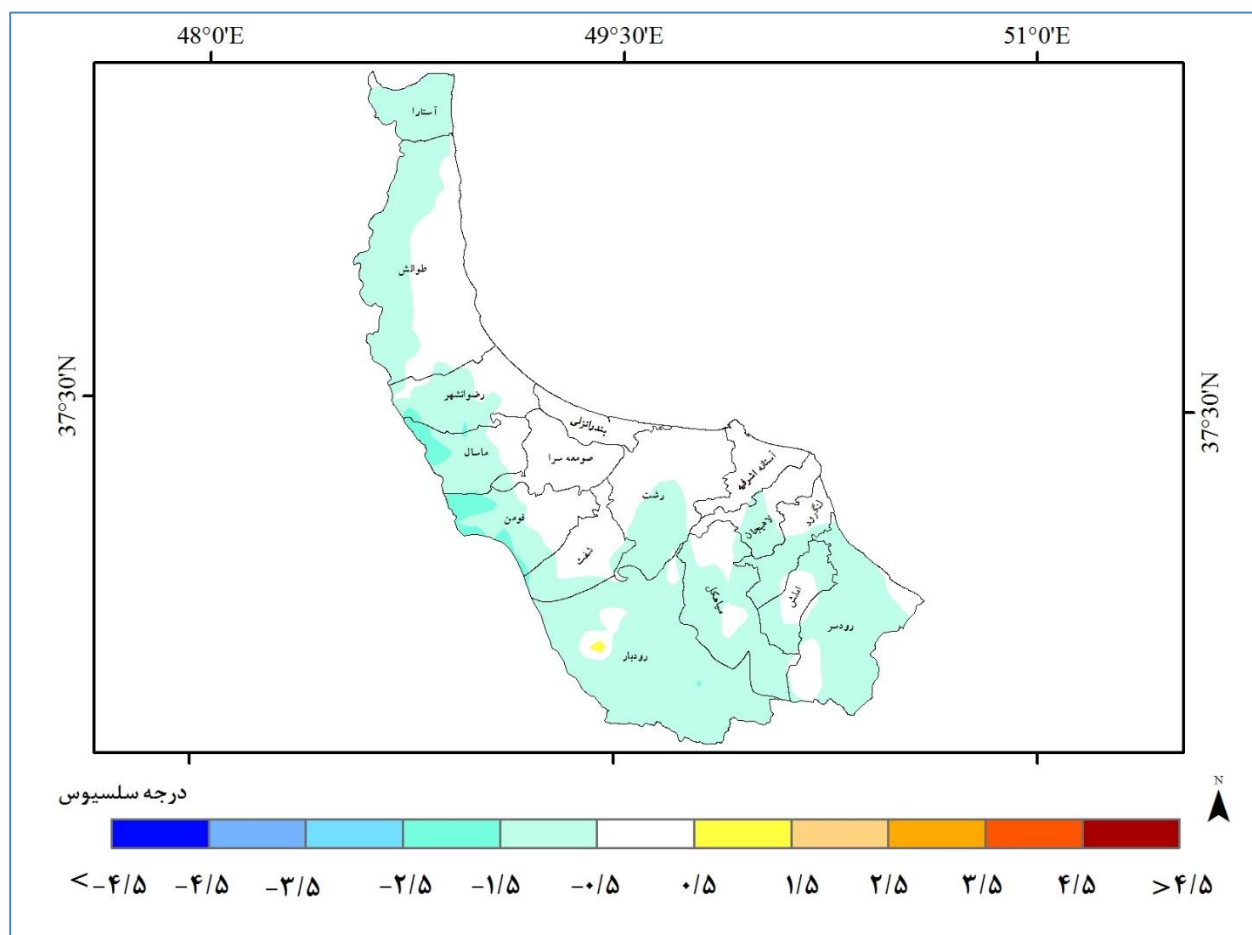 48°0'E 49°30'E 51°0'E
آستارا
طوالش
37°30'N 37°30'N
رضوانشهر
بندرانزلی
ماسال صومعه سرا آستانه اشرفیه
رشت لنگرود
فومن لاهیجان
شفت
سیاهکل املش
رودسر
رودبار
درجه سلسیوس
N
<-۴/۵ -۴/۵ -۳/۵ -۲/۵ -۱/۵ -۰/۵ ۰/۵ ۱/۵ ۲/۵ ۳/۵ ۴/۵ >۴/۵